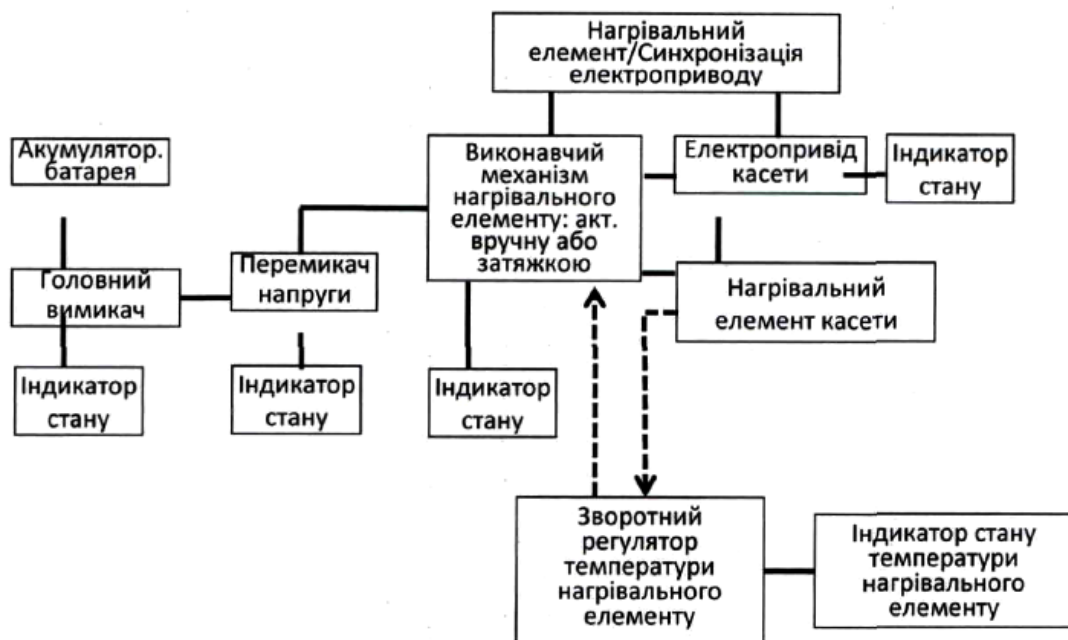 Нагрівальний
елемент/Синхронізація
електроприводу
Акумулятор.
батарея
Виконавчий
механізм
нагрівального
елементу: акт.
вручну або
затяжкою
Електропривід
касети
Індикатор
стану
Головний
вимикач
Перемикач
напруги
Нагрівальний
елемент касети
Індикатор
стану
Індикатор
стану
Індикатор
стану
Зворотний
регулятор
температури
нагрівального
елементу
Індикатор стану
температури
нагрівального
елементу